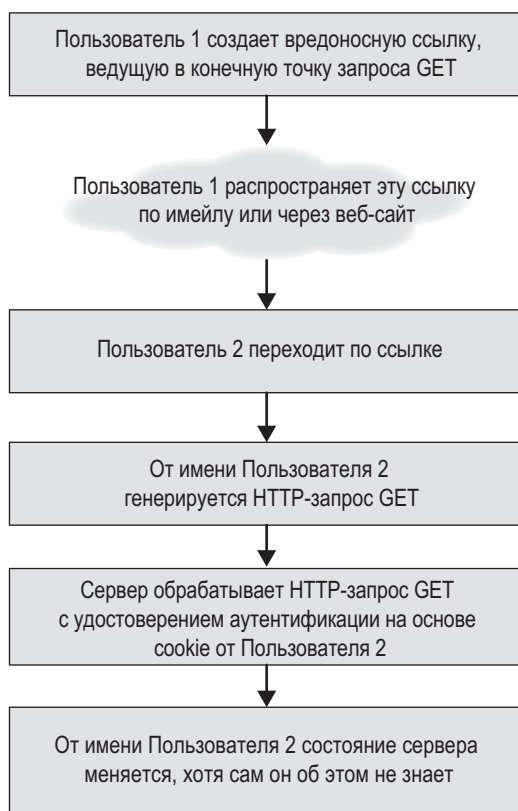 Пользователь 1 создает вредоносную ссылку,
ведущую в конечную точку запроса GET
Пользователь 1 распространяет эту ссылку
по имейлу или через веб-сайт
Пользователь 2 переходит по ссылке
От имени Пользователя 2
генерируется HTTP-запрос GET
Сервер обрабатывает HTTP-запрос GET
с удостоверением аутентификации на основе
cookie от Пользователя 2
От имени Пользователя 2 состояние сервера
меняется, хотя сам он об этом не знает